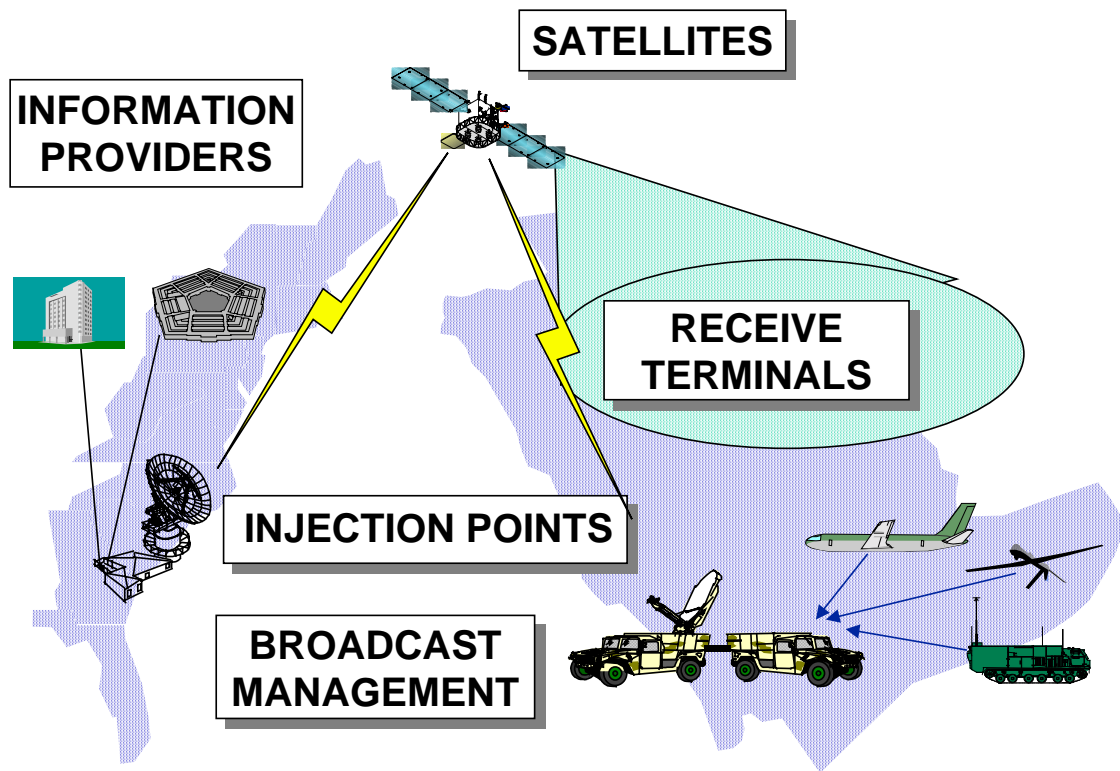 SATELLITES
INFORMATION
PROVIDERS
RECEIVE
TERMINALS
INJECTION POINTS
BROADCAST
MANAGEMENT